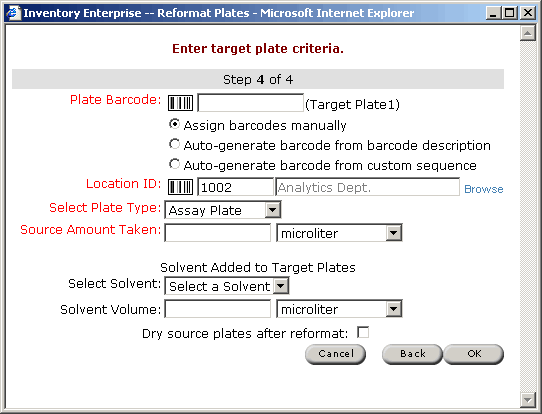 Inventory Enterprise -- Reformat Plates - Microsoft Internet Explorer
Enter target plate criteria.
Step 4 of 4
Plate Barcode: (Target Plate1)
Assign barcodes manually
Auto-generate barcode from barcode description
Auto-generate barcode from custom sequence
Location ID: 1002 Analytics Dept. Browse
Select Plate Type: Assay Plate
Source Amount Taken: microliter
Solvent Added to Target Plates
Select Solvent: Select a Solvent
Solvent Volume: microliter
Dry source plates after reformat:
Cancel Back OK